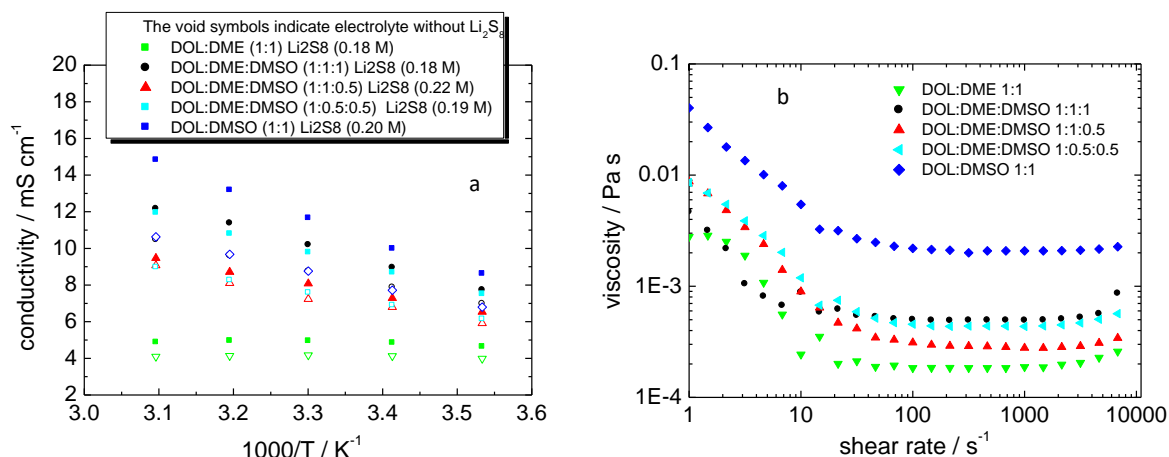 The void symbols indicate electrolyte without Li2S8
DOL:DME (1:1) Li2S8 (0.18 M)
DOL:DME:DMSO (1:1:1) Li2S8 (0.18 M)
DOL:DME:DMSO (1:1:0.5) Li2S8 (0.22 M)
DOL:DME:DMSO (1:0.5:0.5) Li2S8 (0.19 M)
DOL:DMSO (1:1) Li2S8 (0.20 M)
20
18
16
14
12
10
8
6
4
2
conductivity / mS cm-1
a
3.0 3.1 3.2 3.3 3.4 3.5 3.6
1000/T / K-1
0.1
0.01
1E-3
1E-4
viscosity / Pa s
b
DOL:DME 1:1
DOL:DME:DMSO 1:1:1
DOL:DME:DMSO 1:1:0.5
DOL:DME:DMSO 1:0.5:0.5
DOL:DMSO 1:1
1 10 100 1000 10000
shear rate / s-1